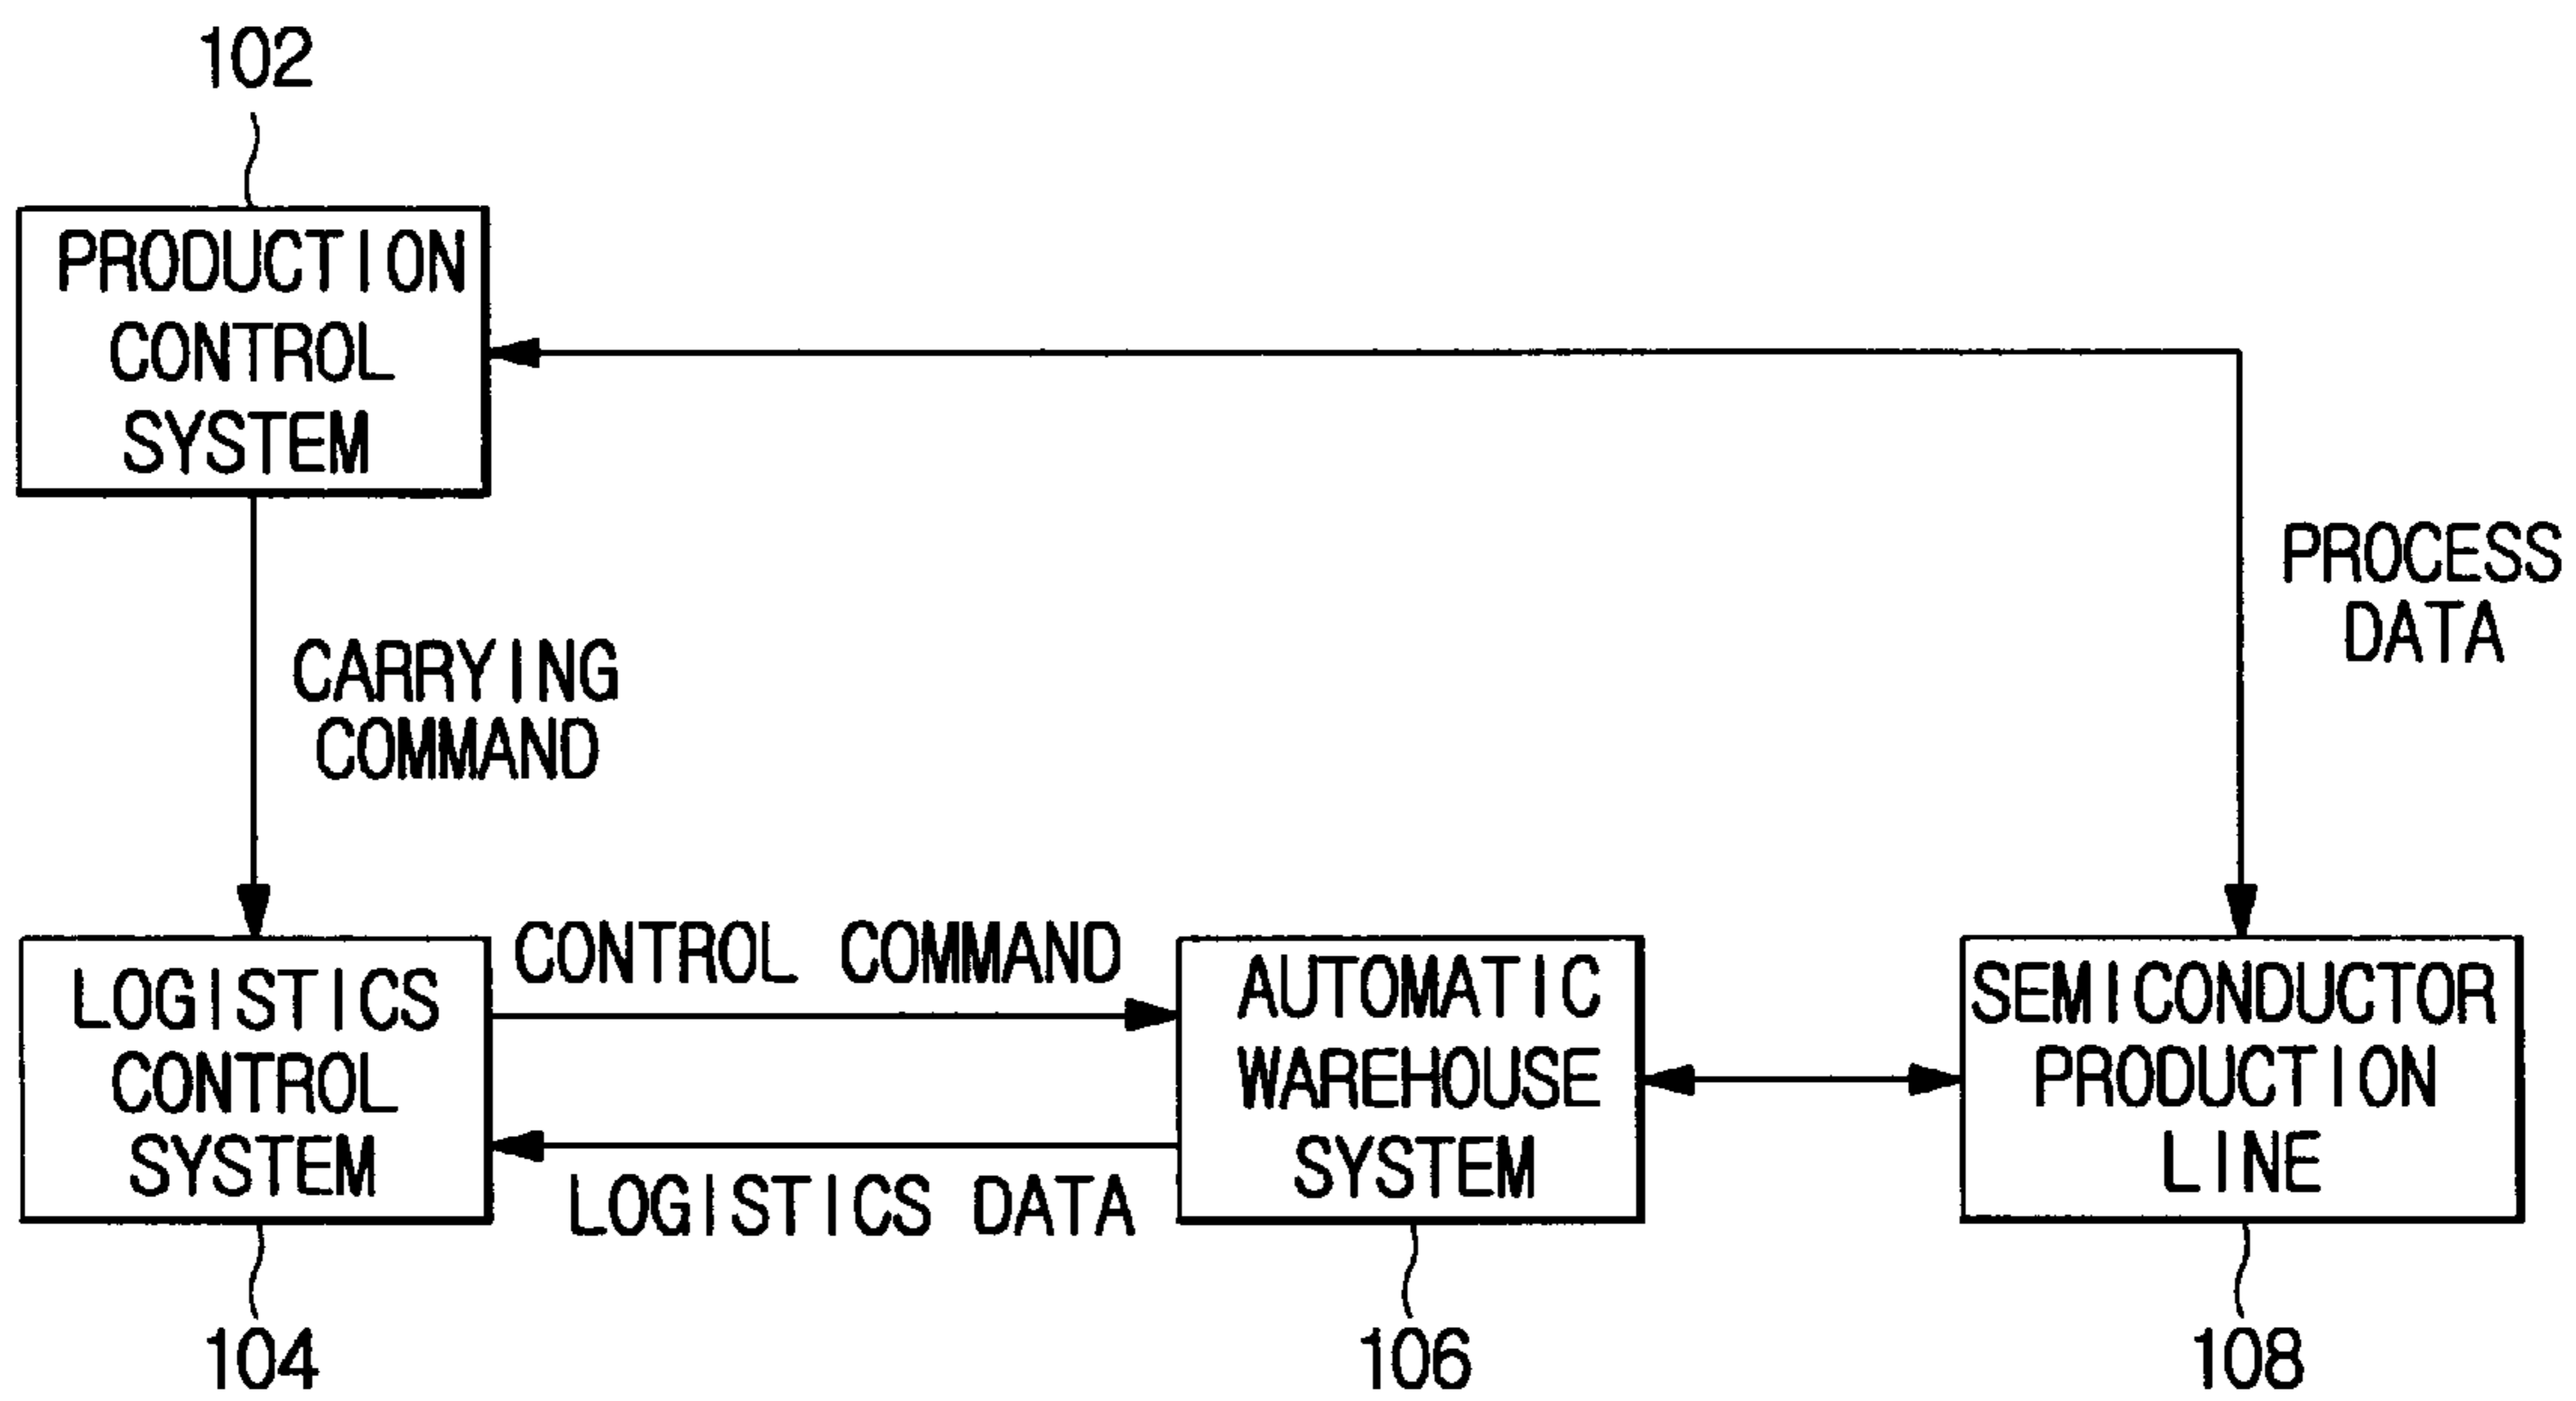 102
PRODUCTION
CONTROL
SYSTEM
PROCESS
DATA
CARRYING
COMMAND
CONTROL COMMAND
LOGISTICS
CONTROL
SYSTEM
LOGISTICS DATA
AUTOMATIC
WAREHOUSE
SYSTEM
SEMICONDUCTOR
PRODUCTION
LINE
104
106
108